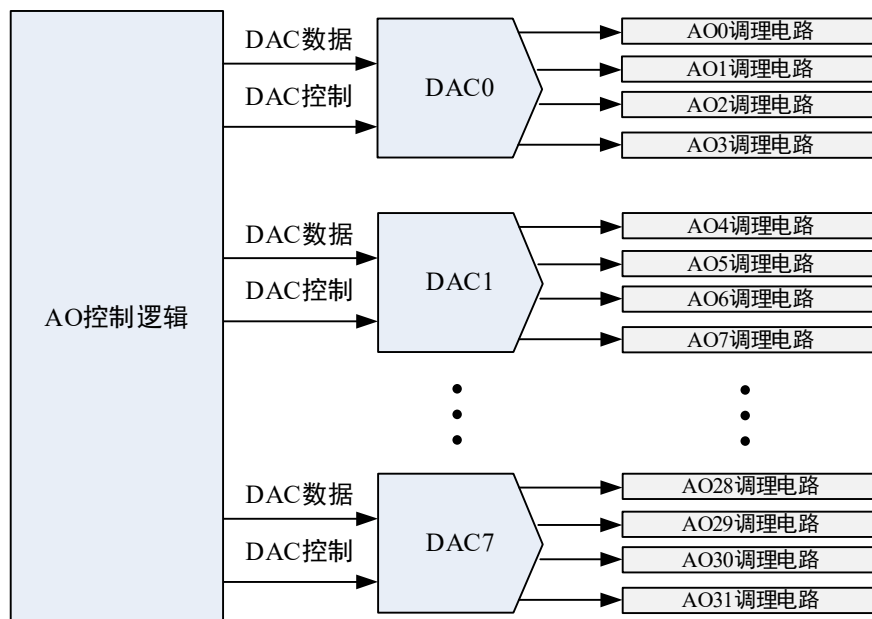 AO控制逻辑
DAC数据
DAC控制
DAC0
AO0调理电路
AO1调理电路
AO2调理电路
AO3调理电路
DAC数据
DAC控制
DAC1
AO4调理电路
AO5调理电路
AO6调理电路
AO7调理电路
DAC数据
DAC控制
DAC7
AO28调理电路
AO29调理电路
AO30调理电路
AO31调理电路